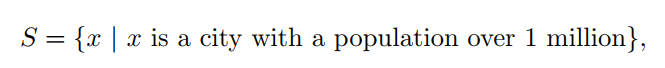 S = {x | x is a city with a population over 1 million},